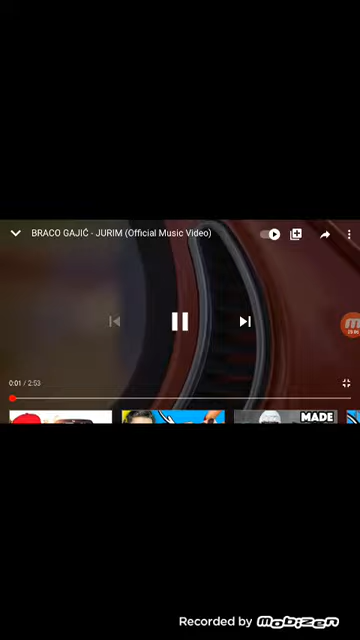 BRACO GAJIĆ - JURIM (Official Music Video)
0:01 / 2:53
MADE
Recorded by mobizen